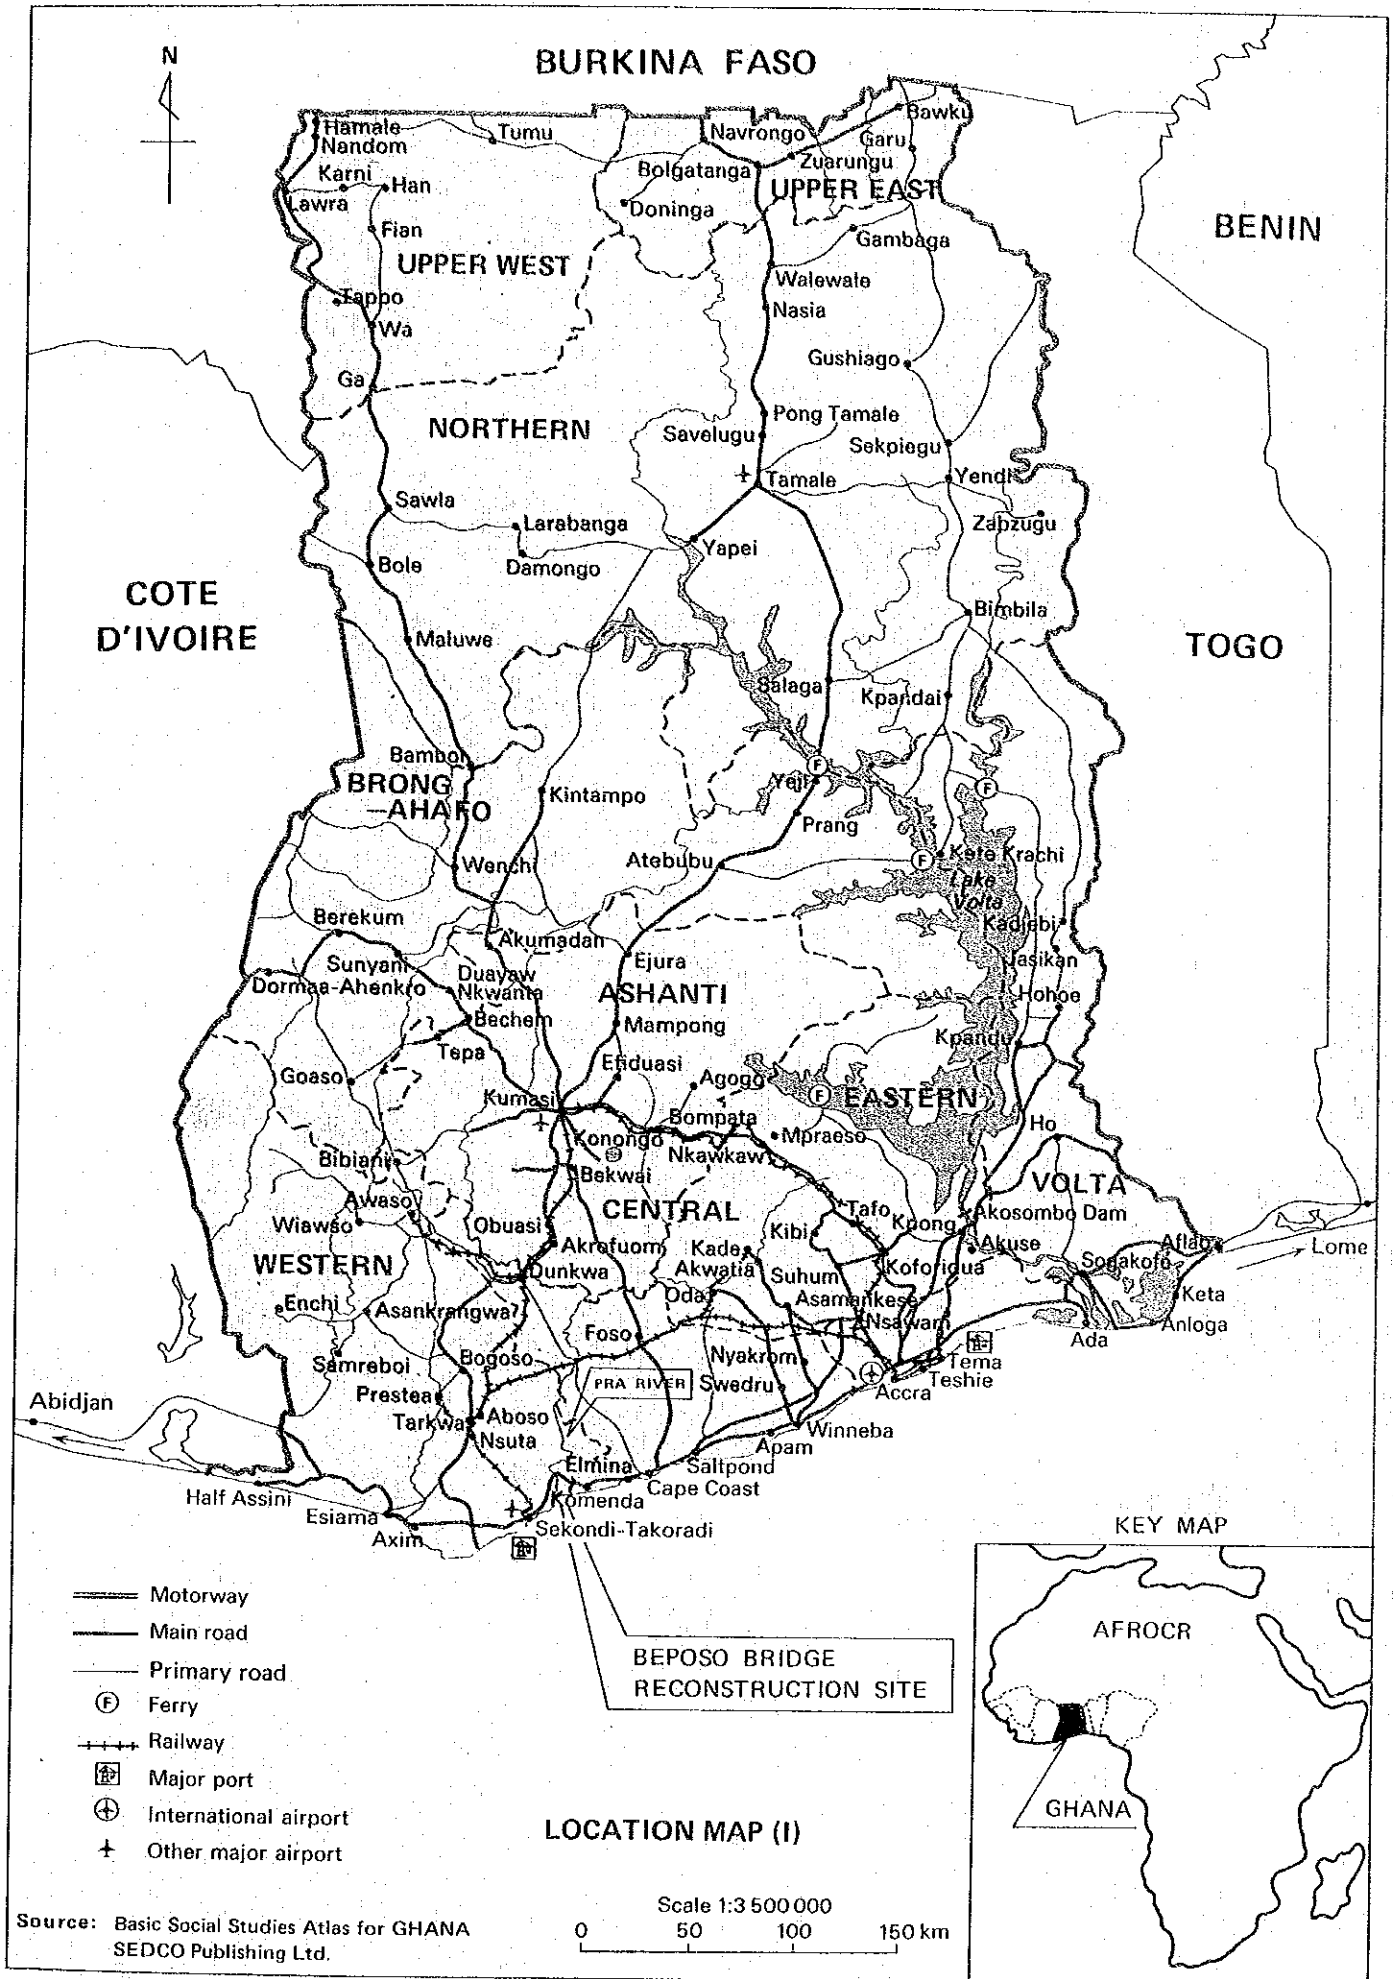 N
BURKINA FASO
Hamale
Nandom
Tumu
Navrongo
Bawku
Garu
Zuarungu
Bolgatanga
Karni
Han
Lawra
UPPER EAST
Doninga
BENIN
Fian
Gambaga
UPPER WEST
Walewale
Tappo
Nasia
Wa
Gushiago
Ga
NORTHERN
Pong Tamale
Savelugu
Sekpiegu
Tamale
Yendi
Sawla
Larabanga
Zabzugu
Yapei
Bole
Damongo
COTE
D'IVOIRE
Bimbila
Maluwe
TOGO
Salaga
Kpandai
Bamboi
F
Yeji
F
BRONG
-AHAFO
Kintampo
Prang
Wenchi
Atebubu
F
Kete Krachi
Lake
Volta
Berekum
Kadjebi
Akumadan
Sunyani
Ejura
Jasikan
Duayaw
Nkwanta
Dormaa-Ahenkro
ASHANTI
Hohoe
Bechem
Mampong
Kpandu
Tepa
Efiduasi
Goaso
Agogo
F
EASTERN
Kumasi
Bompata
Ho
Konongo
Mpraeso
Nkawkaw
Bibiani
Bekwai
VOLTA
Awaso
CENTRAL
Tafo
Kpong
Akosombo Dam
Wiawso
Obuasi
Kibi
Akrofuom
Kade
Akuse
Aflao
Lome
WESTERN
Dunkwa
Akwatia
Suhum
Koforidua
Sogakofo
Oda
Asamankese
Keta
Enchi
Asankrangwa
Nsawam
Foso
Ada
Anloga
Samreboi
Bogoso
Nyakrom
Tema
Teshie
PRA RIVER
Swedru
Accra
Prestea
Abidjan
Tarkwa
Aboso
Nsuta
Winneba
Apam
Elmina
Saltpond
Half Assini
Komenda
Cape Coast
Esiama
Axim
Sekondi-Takoradi
KEY MAP
AFROCR
GHANA
Motorway
Main road
Primary road
F Ferry
Railway
Major port
International airport
Other major airport
BEPOSO BRIDGE
RECONSTRUCTION SITE
LOCATION MAP (I)
Scale 1:3 500 000
0 50 100 150 km
Source: Basic Social Studies Atlas for GHANA
SEDCO Publishing Ltd.